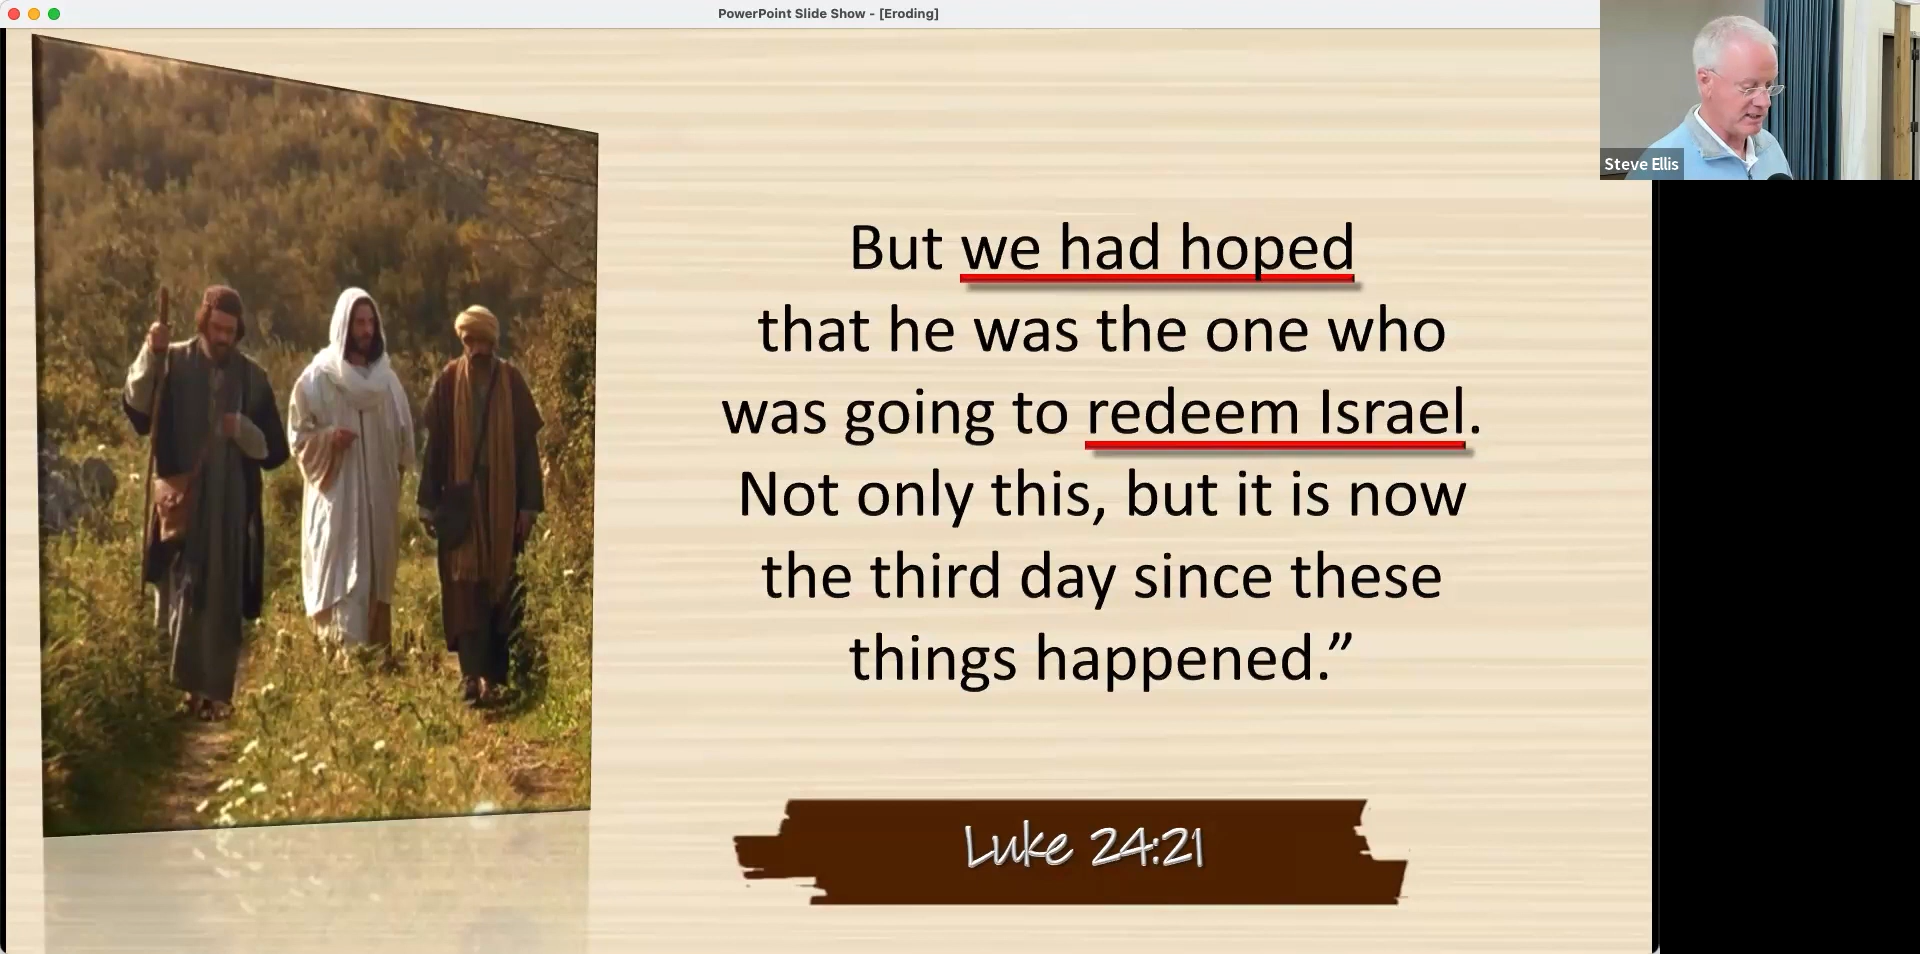 PowerPoint Slide Show - [Eroding]
Steve Ellis
But we had hoped
that he was the one who
was going to redeem Israel.
Not only this, but it is now
the third day since these
things happened.”
Luke 24:21